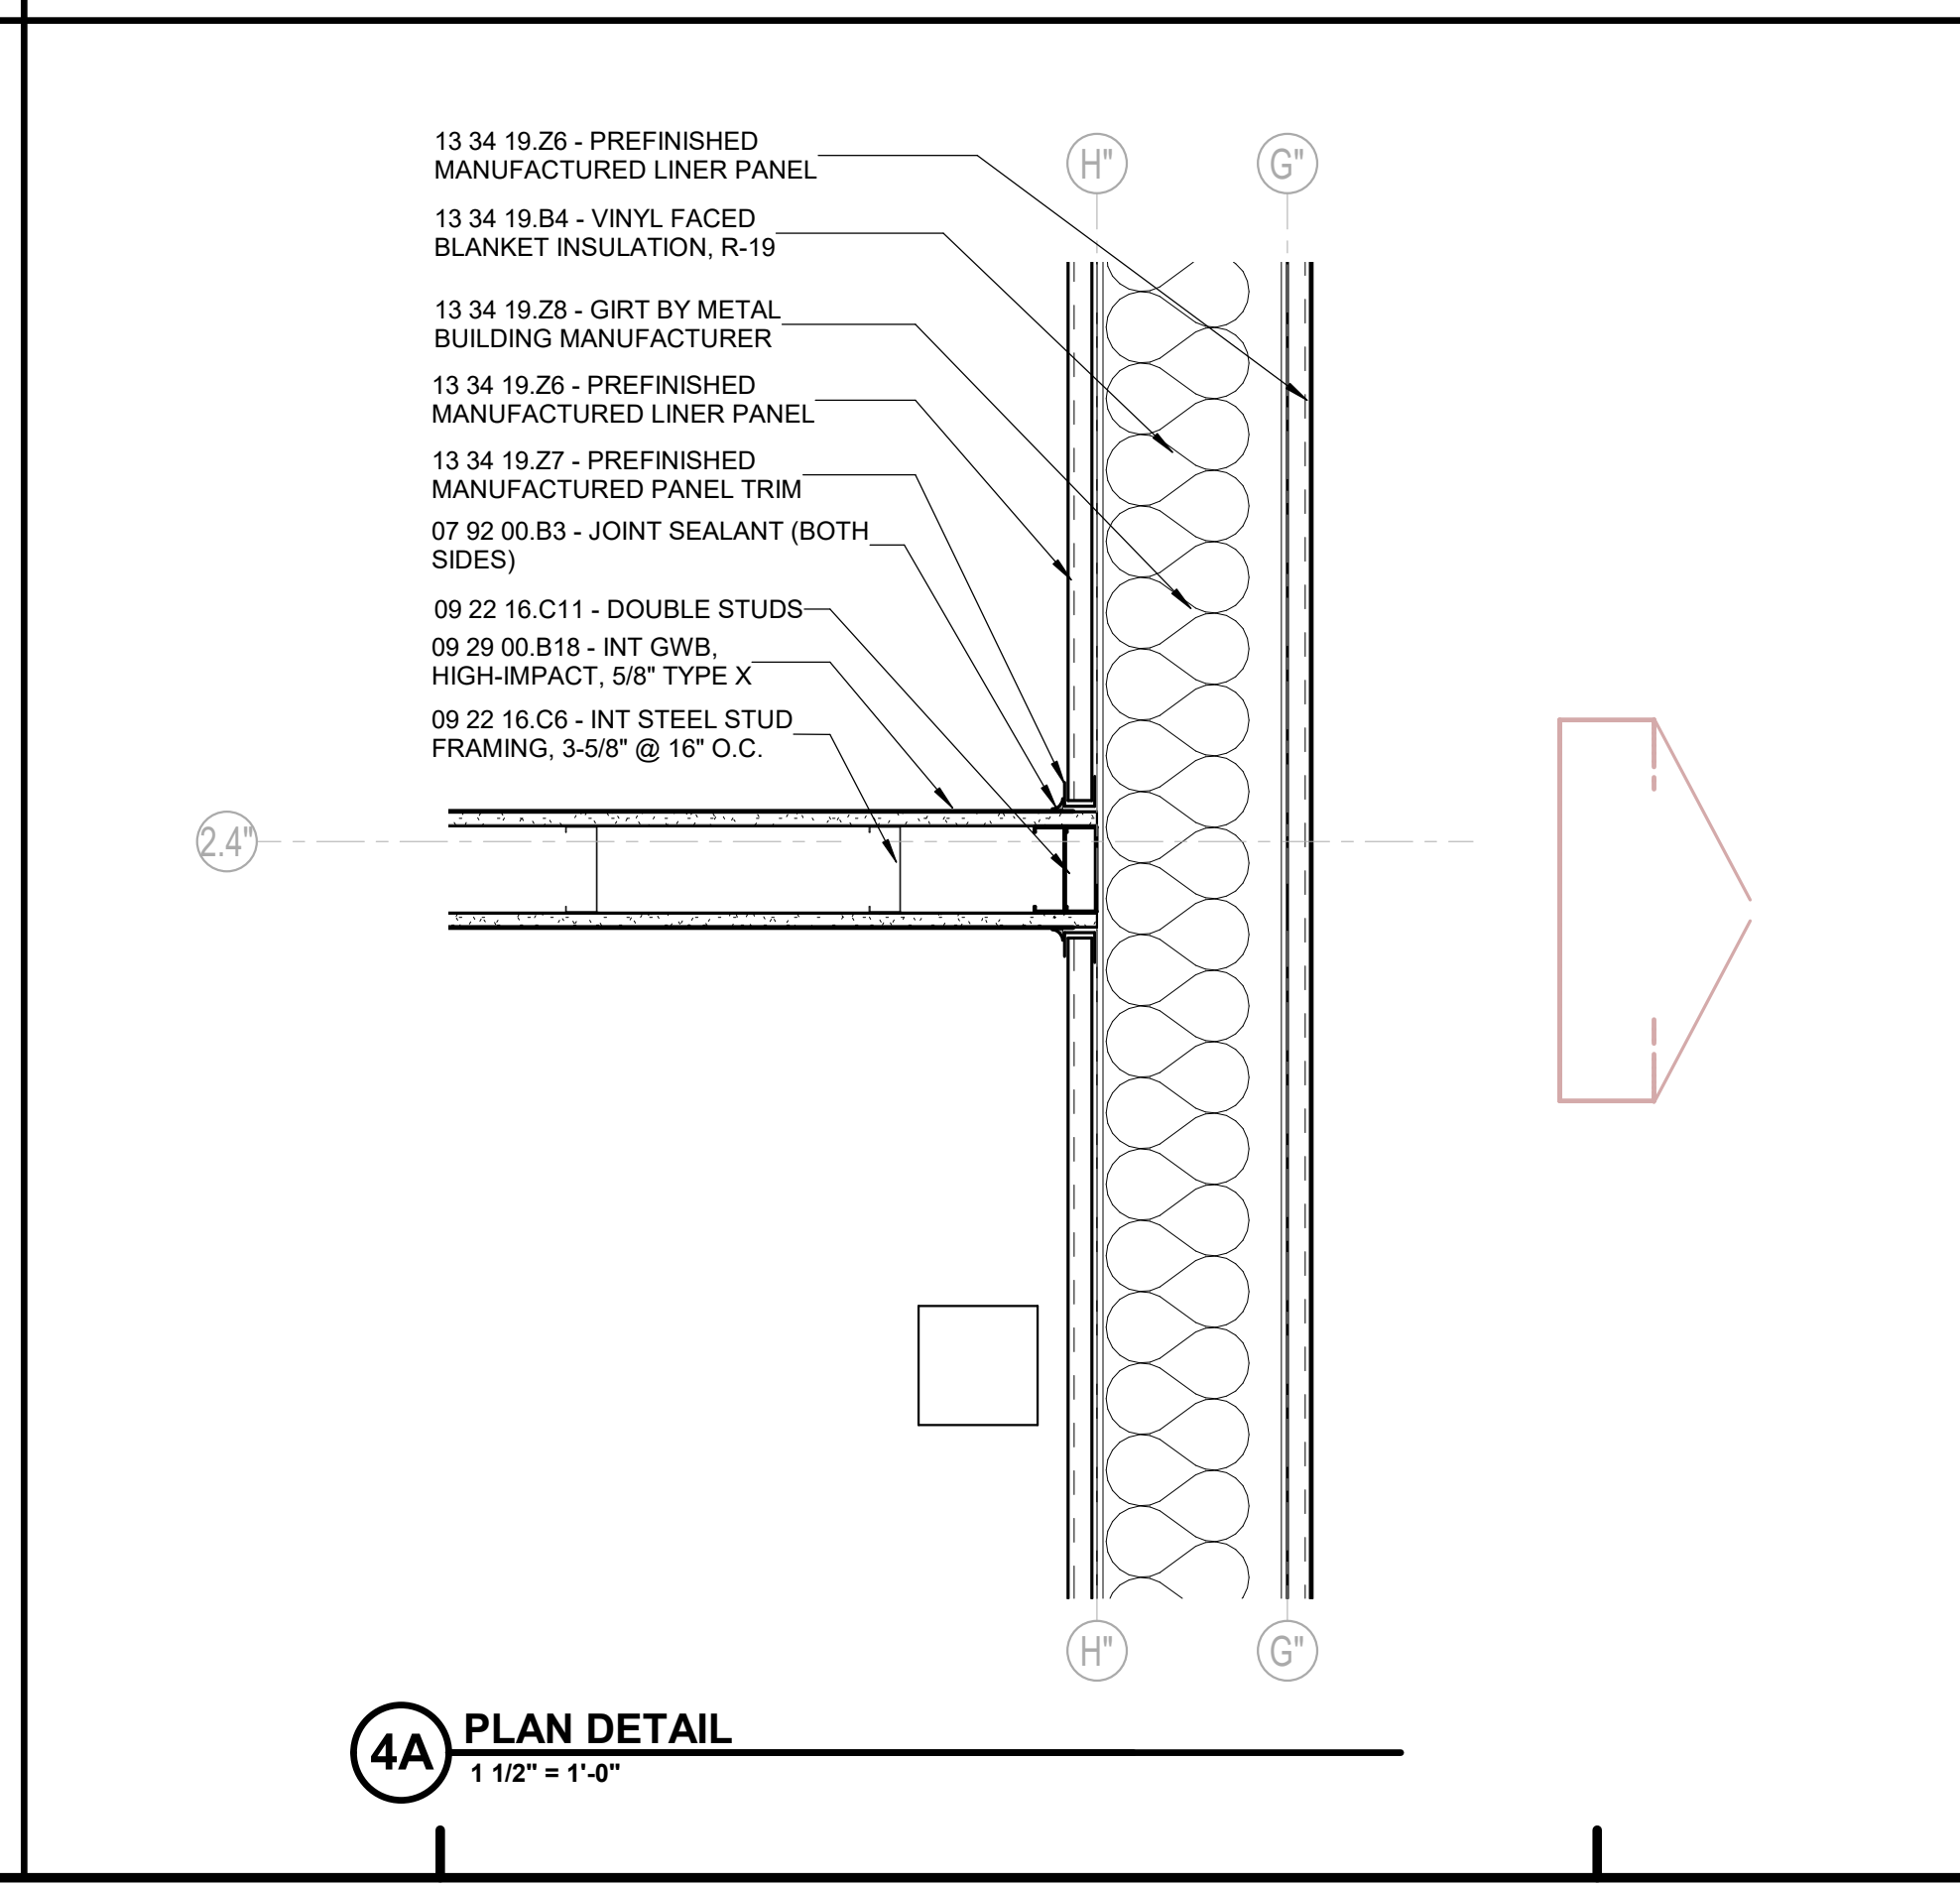 13 34 19.Z6 - PREFINISHED
MANUFACTURED LINER PANEL
H"
G"
13 34 19.B4 - VINYL FACED
BLANKET INSULATION, R-19
13 34 19.Z8 - GIRT BY METAL
BUILDING MANUFACTURER
13 34 19.Z6 - PREFINISHED
MANUFACTURED LINER PANEL
13 34 19.Z7 - PREFINISHED
MANUFACTURED PANEL TRIM
07 92 00.B3 - JOINT SEALANT (BOTH
SIDES)
09 22 16.C11 - DOUBLE STUDS
09 29 00.B18 - INT GWB,
HIGH-IMPACT, 5/8" TYPE X
09 22 16.C6 - INT STEEL STUD
FRAMING, 3-5/8" @ 16" O.C.
2.4"
H"
G"
4A
PLAN DETAIL
1 1/2" = 1'-0"